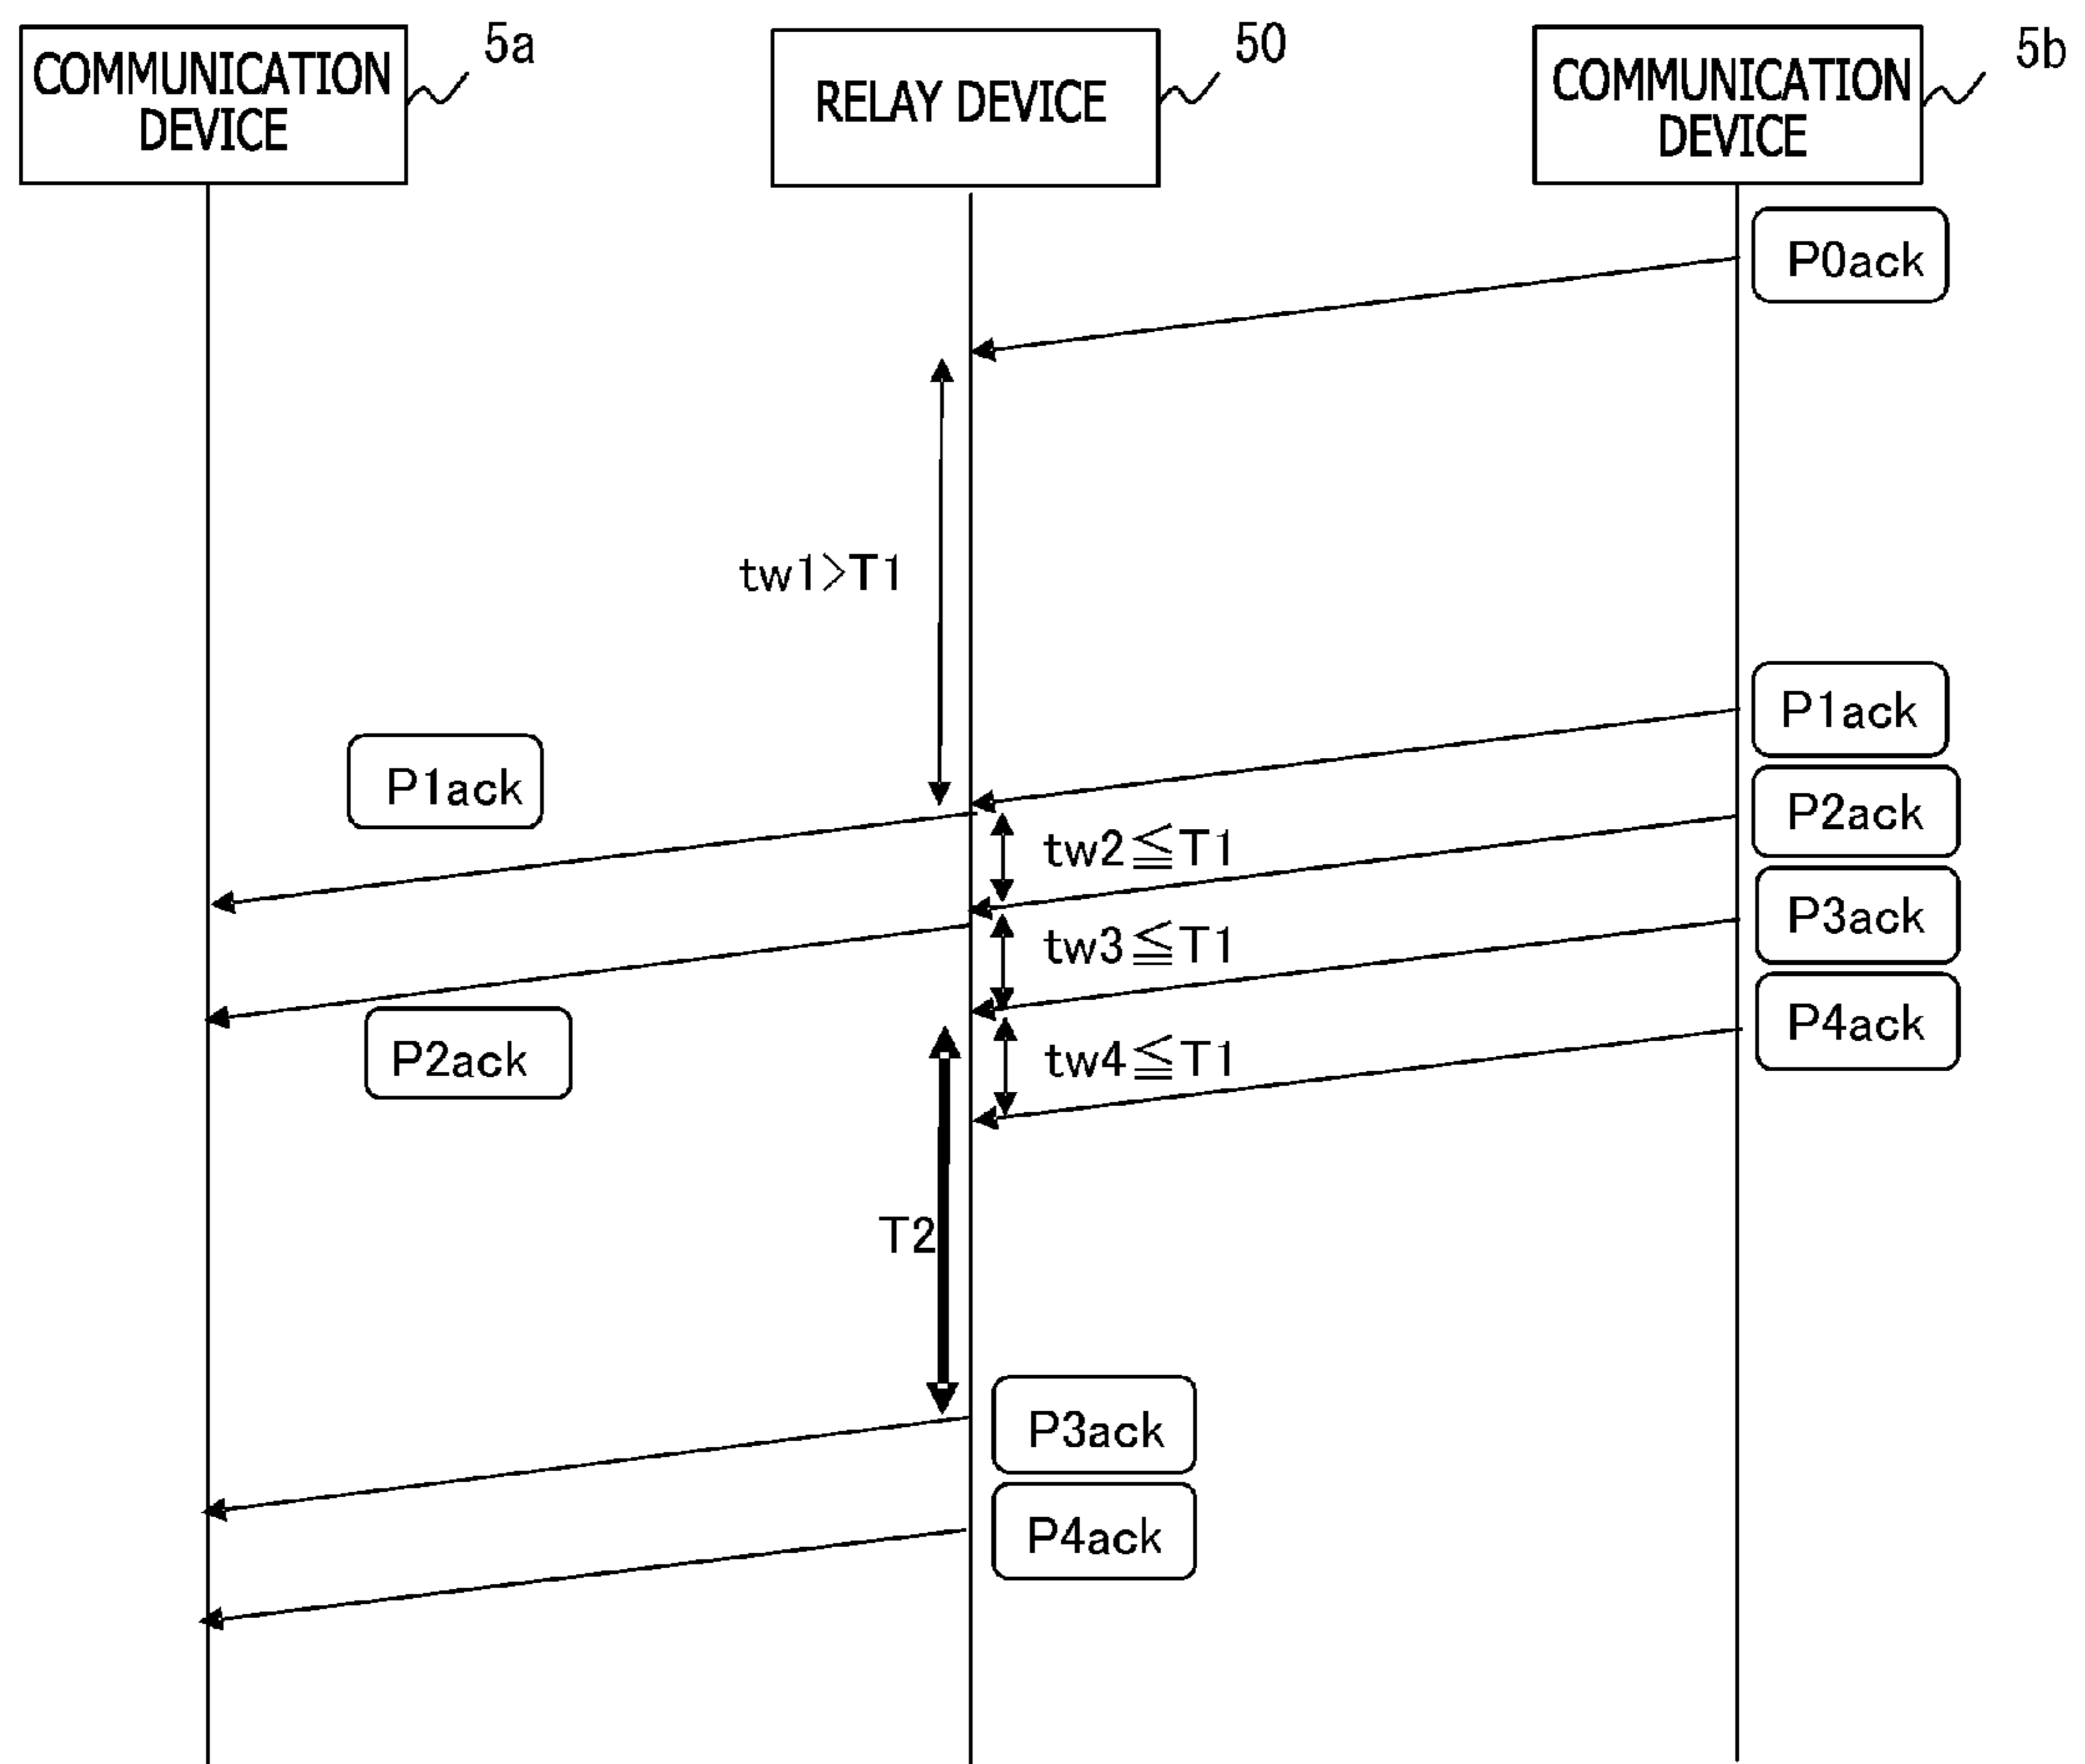 COMMUNICATION
DEVICE
5a
RELAY DEVICE
50
COMMUNICATION
DEVICE
5b
P0ack
tw1>T1
P1ack
P1ack
P2ack
tw2≦T1
P3ack
tw3≦T1
P4ack
P2ack
tw4≦T1
T2
P3ack
P4ack